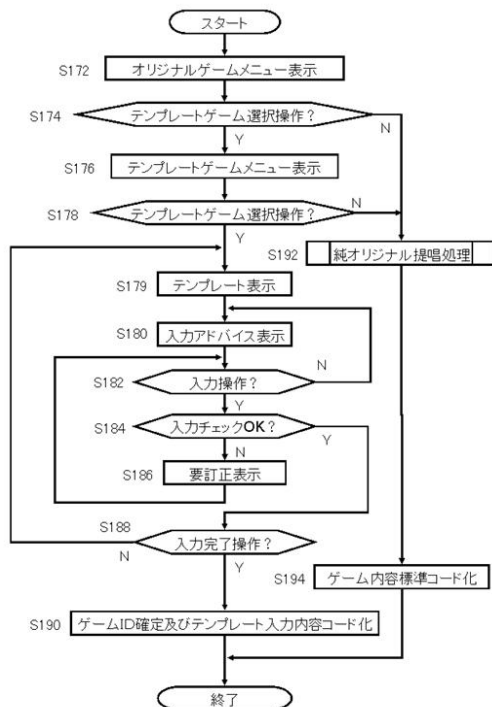 スタート
S172
オリジナルゲームメニュー表示
S174
テンプレートゲーム選択操作？
N
Y
S176
テンプレートゲームメニュー表示
S178
テンプレートゲーム選択操作？
N
Y
S192
純オリジナル提唱処理
S179
テンプレート表示
S180
入力アドバイス表示
N
S182
入力操作？
Y
S184
入力チェックOK？
Y
N
S186
要訂正表示
S188
入力完了操作？
N
Y
S194
ゲーム内容標準コード化
S190
ゲームID確定及びテンプレート入力内容コード化
終了